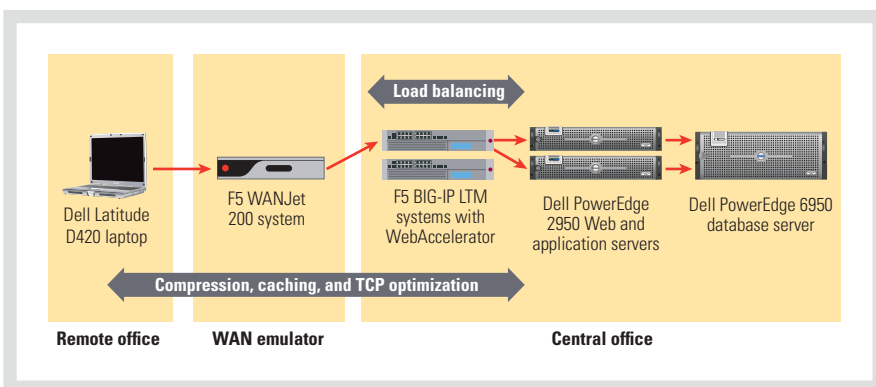 Load balancing
Dell Latitude
D420 laptop
F5 WANJet
200 system
F5 BIG-IP LTM
systems with
WebAccelerator
Dell PowerEdge
2950 Web and
application servers
Dell PowerEdge 6950
database server
Compression, caching, and TCP optimization
Remote office
WAN emulator
Central office